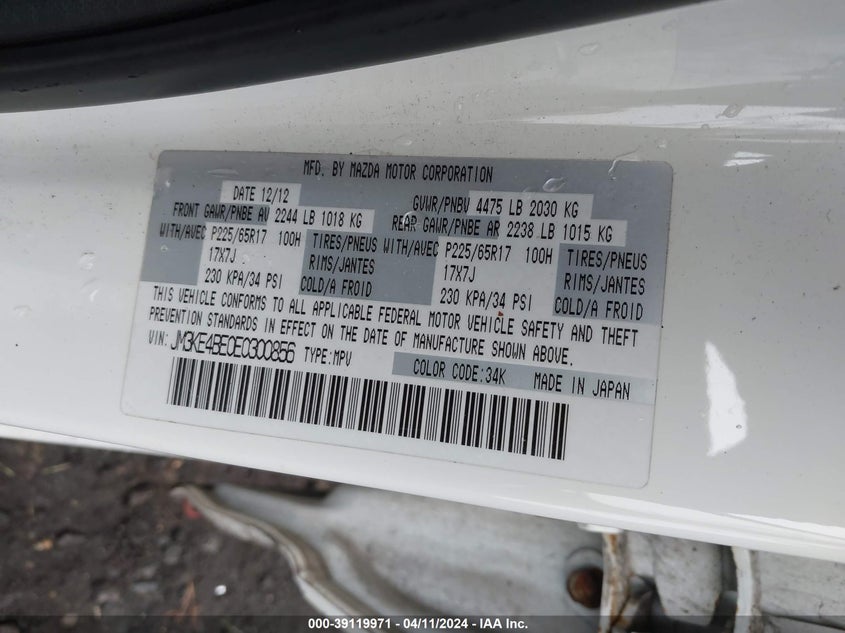 MFD. BY MAZDA MOTOR CORPORATION
DATE 12/12 GVWR/PNBV 4475 LB 2030 KG
FRONT GAWR/PNBE AV 2244 LB 1018 KG REAR GAWR/PNBE AR 2238 LB 1015 KG
WITH/AVEC P225/65R17 100H TIRES/PNEUS WITH/AVEC P225/65R17 100H TIRES/PNEUS
17X7J RIMS/JANTES 17X7J RIMS/JANTES
230 KPA/34 PSI COLD/A FROID 230 KPA/34 PSI COLD/A FROID
THIS VEHICLE CONFORMS TO ALL APPLICABLE FEDERAL MOTOR VEHICLE SAFETY AND THEFT
PREVENTION STANDARDS IN EFFECT ON THE DATE OF MANUFACTURE SHOWN ABOVE.
VIN: JM3KE4BE0E0300856 TYPE:MPV
COLOR CODE:34K MADE IN JAPAN
000-39119971 - 04/11/2024 - IAA Inc.